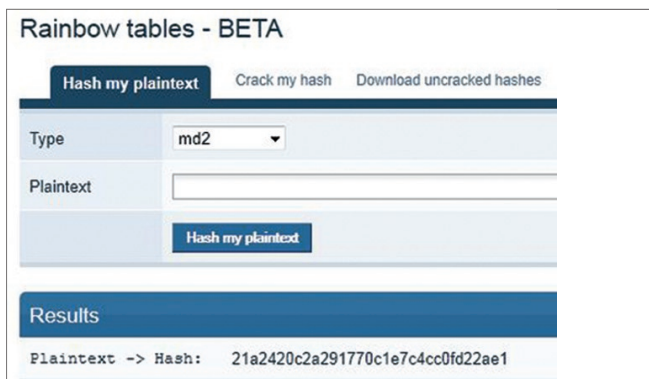 Rainbow tables - BETA
Hash my plaintext Crack my hash Download uncracked hashes
Type md2
Plaintext
Hash my plaintext
Results
Plaintext -> Hash: 21a2420c2a291770c1e7c4cc0fd22ae1